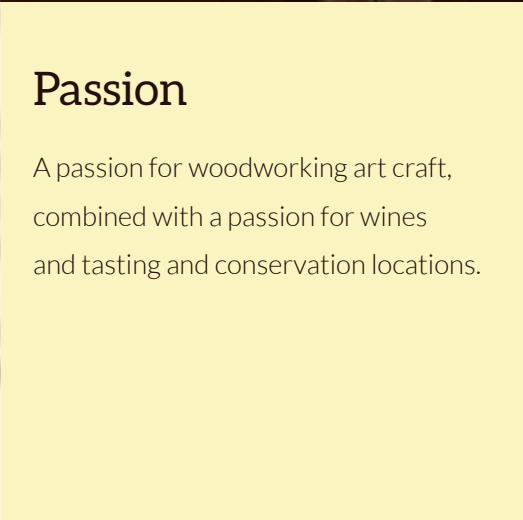 Passion
A passion for woodworking art craft,
combined with a passion for wines
and tasting and conservation locations.